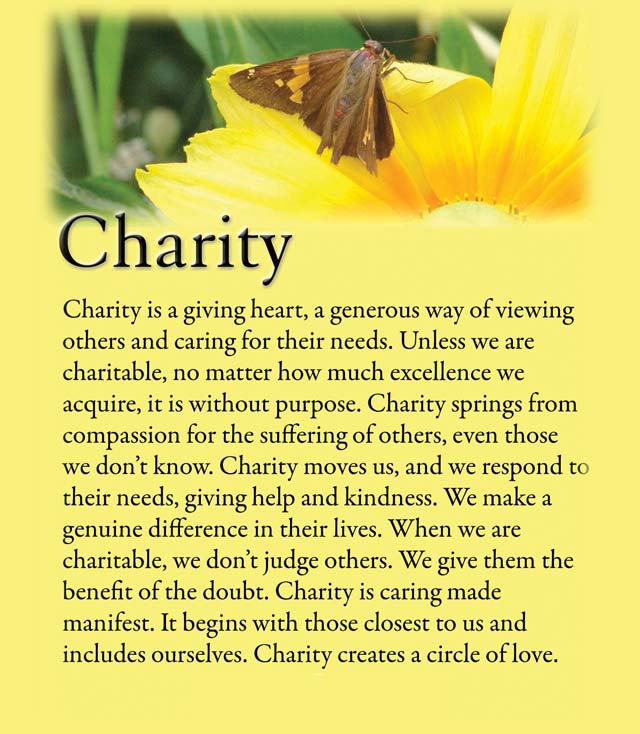 Charity
Charity is a giving heart, a generous way of viewing
others and caring for their needs. Unless we are
charitable, no matter how much excellence we
acquire, it is without purpose. Charity springs from
compassion for the suffering of others, even those
we don’t know. Charity moves us, and we respond to
their needs, giving help and kindness. We make a
genuine difference in their lives. When we are
charitable, we don’t judge others. We give them the
benefit of the doubt. Charity is caring made
manifest. It begins with those closest to us and
includes ourselves. Charity creates a circle of love.